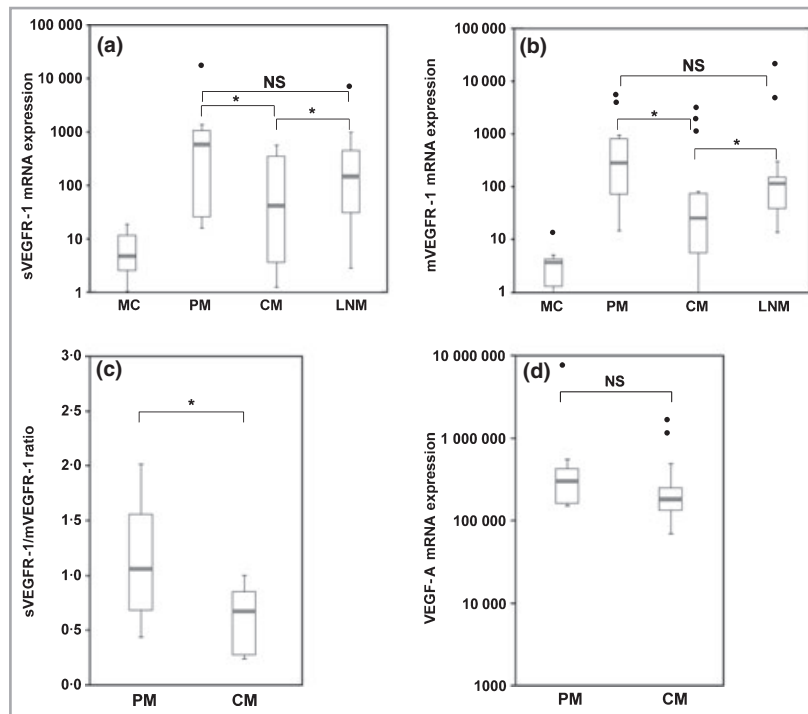 (a)
sVEGFR-1 mRNA expression
100 000
10 000
1000
100
10
1
NS
*
*
MC PM CM LNM
(b)
mVEGFR-1 mRNA expression
100 000
10 000
1000
100
10
1
NS
*
*
MC PM CM LNM
(c)
sVEGFR-1/mVEGFR-1 ratio
3·0
2·5
2·0
1·5
1·0
0·5
0·0
*
PM CM
(d)
VEGF-A mRNA expression
10 000 000
1 000 000
100 000
10 000
1000
NS
PM CM